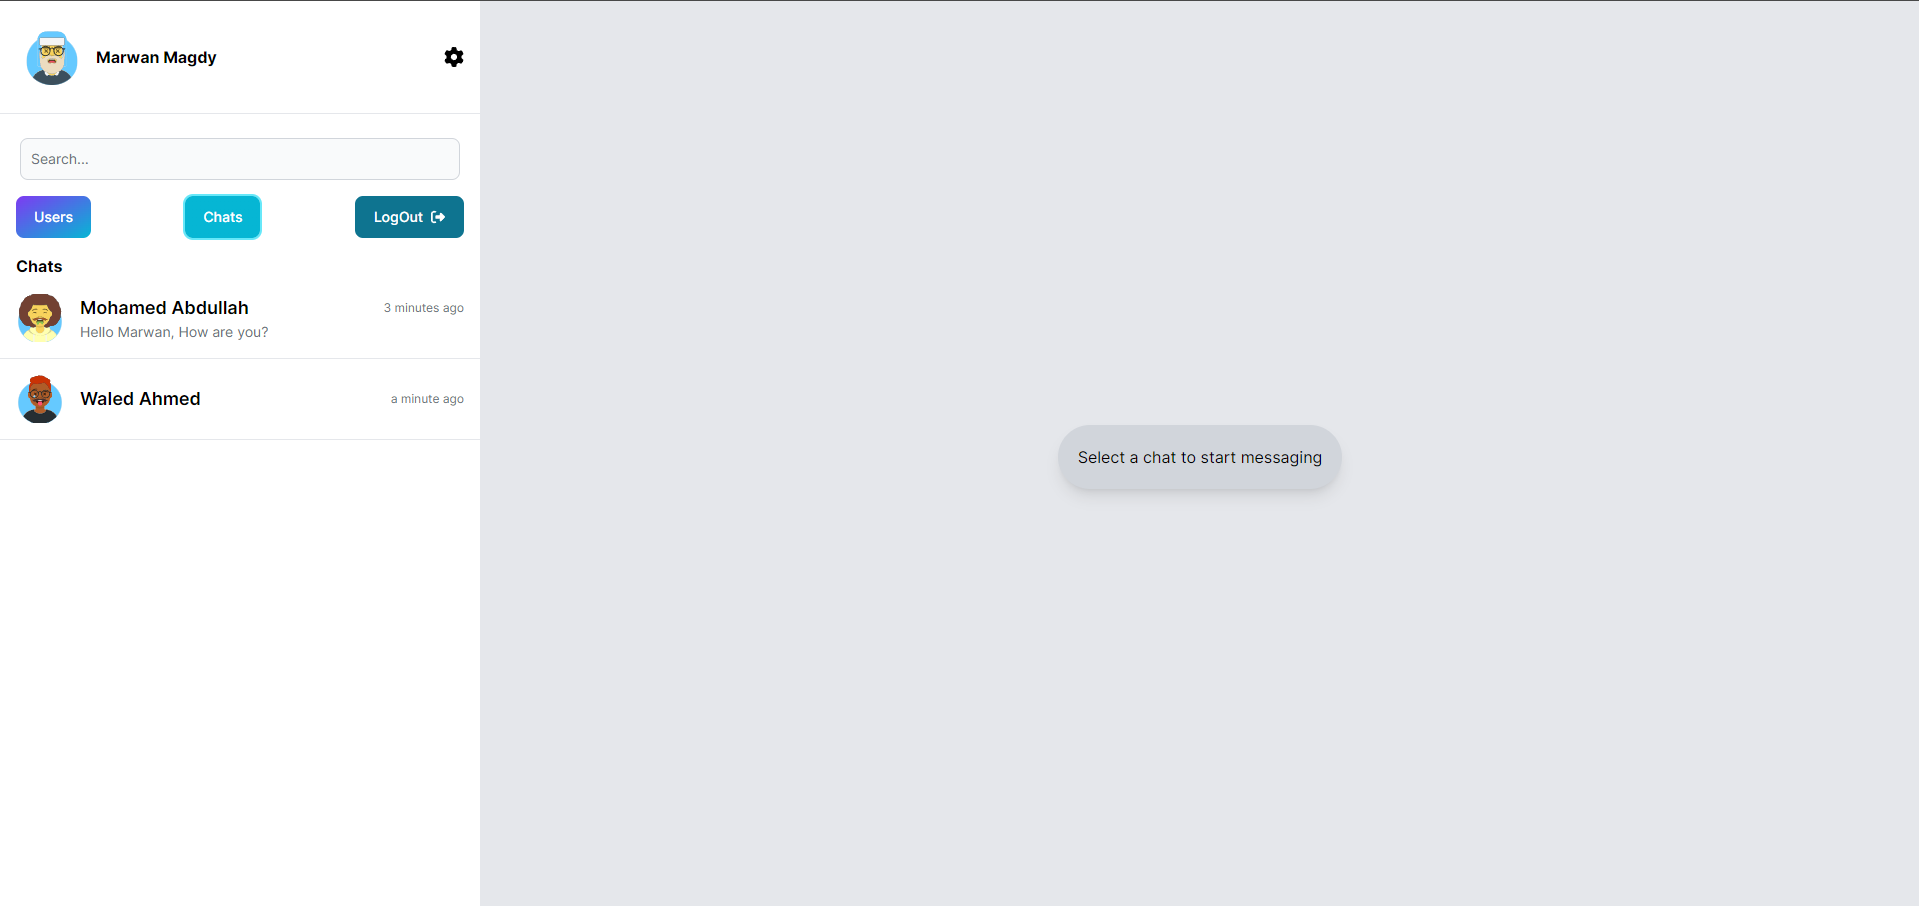 Marwan Magdy
Search...
Users
Chats
LogOut
Chats
Mohamed Abdullah
3 minutes ago
Hello Marwan, How are you?
Waled Ahmed
a minute ago
Select a chat to start messaging